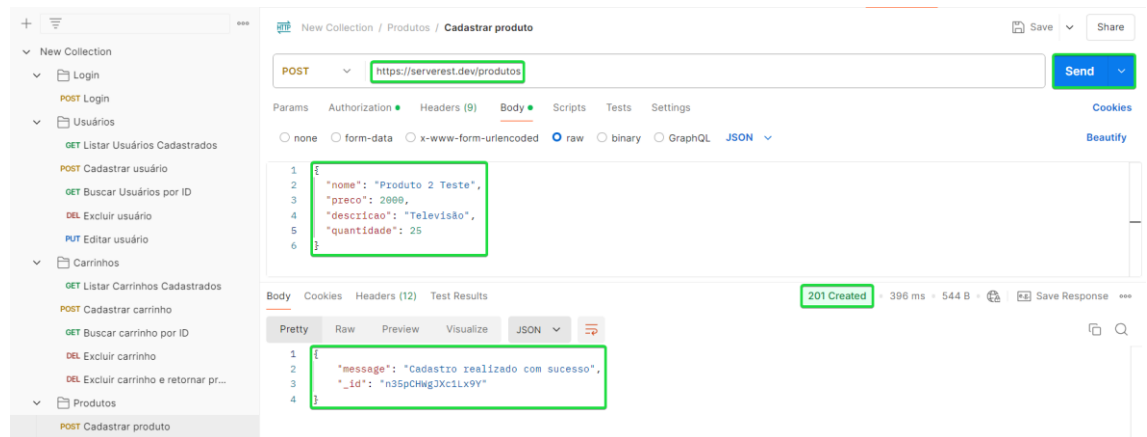 New Collection / Produtos / Cadastrar produto
Save
Share
New Collection
Login
POST Login
Usuários
GET Listar Usuários Cadastrados
POST Cadastrar usuário
GET Buscar Usuários por ID
DEL Excluir usuário
PUT Editar usuário
Carrinhos
GET Listar Carrinhos Cadastrados
POST Cadastrar carrinho
GET Buscar carrinho por ID
DEL Excluir carrinho
DEL Excluir carrinho e retornar pr...
Produtos
POST Cadastrar produto
POST https://serverest.dev/produtos Send
Params Authorization Headers (9) Body Scripts Tests Settings Cookies
none form-data x-www-form-urlencoded raw binary GraphQL JSON Beautify
1 {
2 "nome": "Produto 2 Teste",
3 "preco": 2000,
4 "descricao": "Televisão",
5 "quantidade": 25
6 }
Body Cookies Headers (12) Test Results 201 Created 396 ms 544 B Save Response
Pretty Raw Preview Visualize JSON
1 {
2 "message": "Cadastro realizado com sucesso",
3 "_id": "n35pCHWgJXc1Lx9Y"
4 }